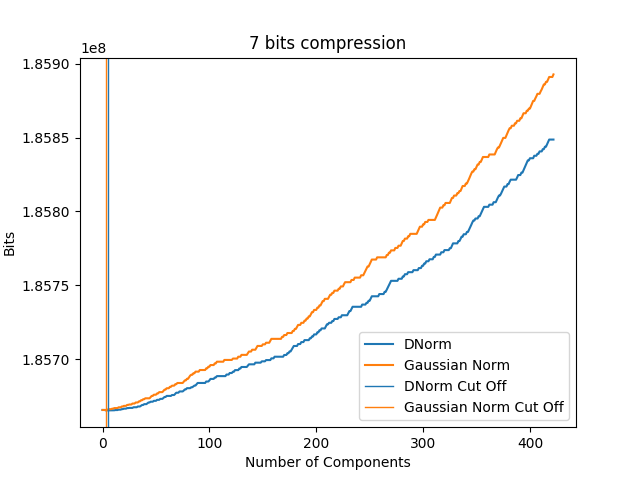 7 bits compression
1e8
1.8590
1.8585
1.8580
1.8575
1.8570
Bits
0 100 200 300 400
Number of Components
DNorm
Gaussian Norm
DNorm Cut Off
Gaussian Norm Cut Off